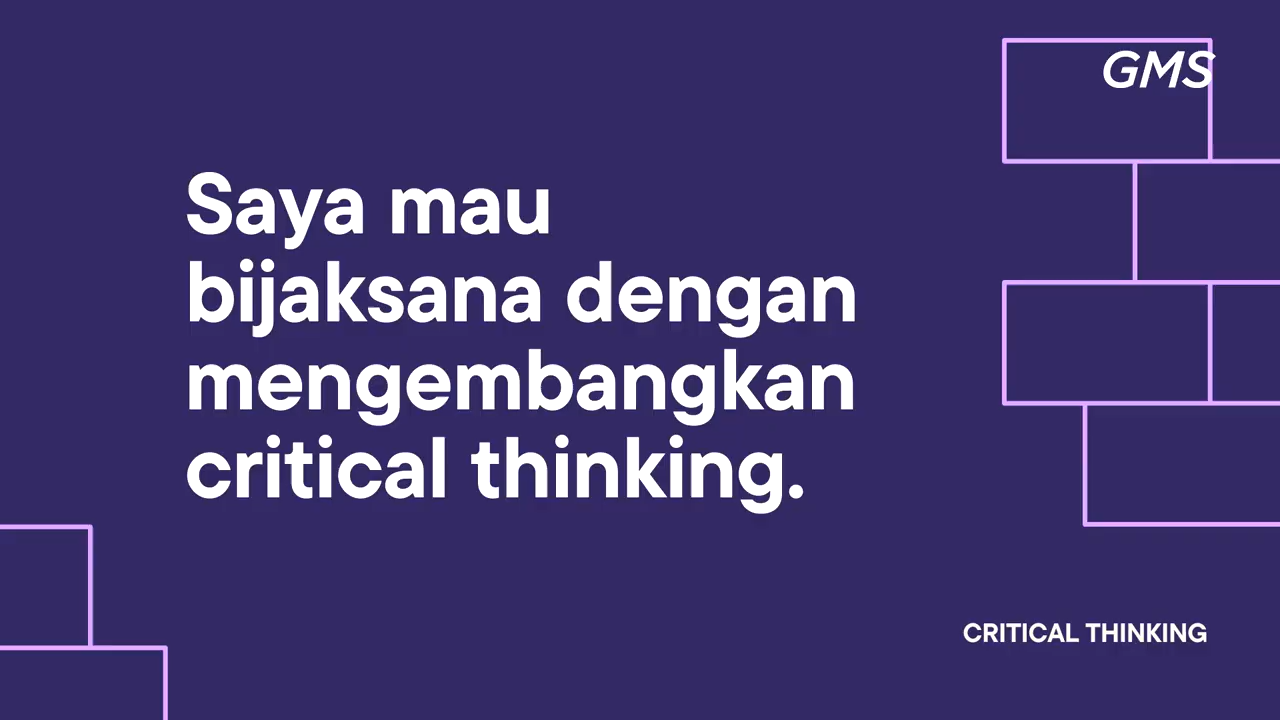 GMS
Saya mau
bijaksana dengan
mengembangkan
critical thinking.
CRITICAL THINKING